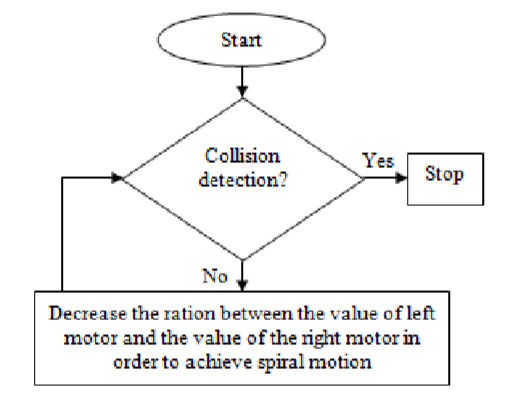 Start
Collision
detection?
Yes
Stop
No
Decrease the ration between the value of left
motor and the value of the right motor in
order to achieve spiral motion